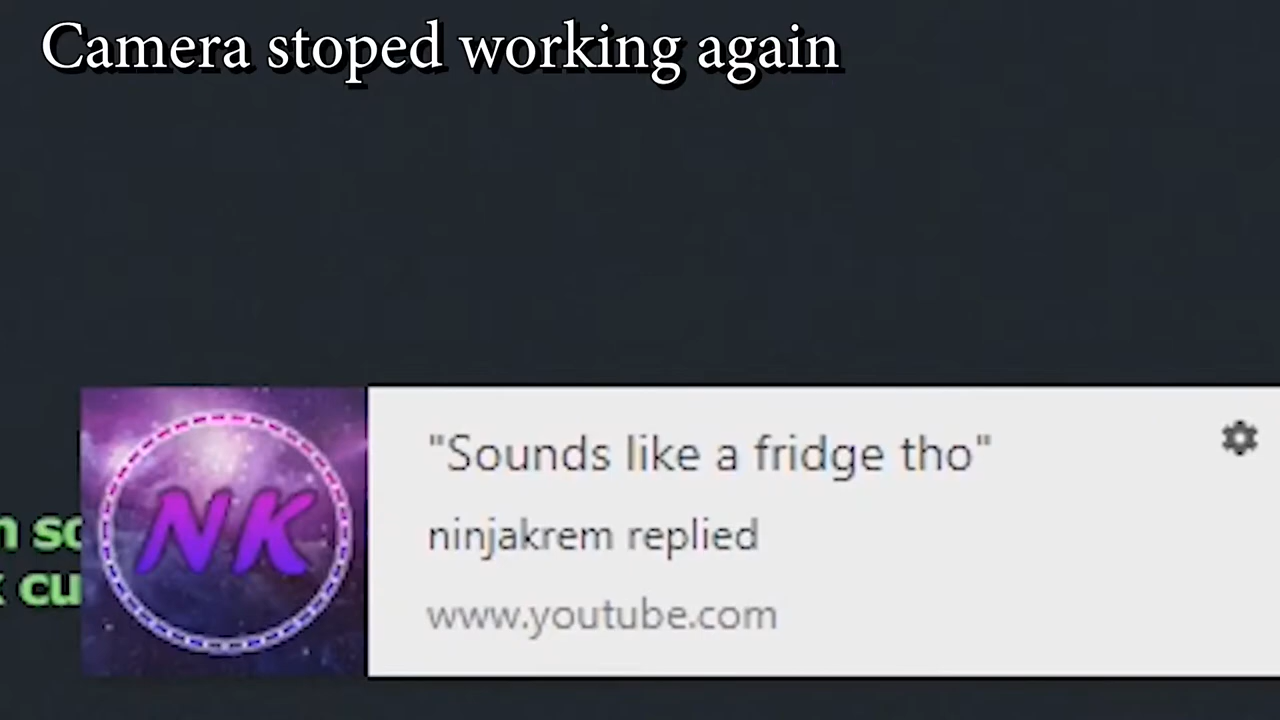 Camera stoped working again
"Sounds like a fridge tho"
NK
ninjakrem replied
www.youtube.com